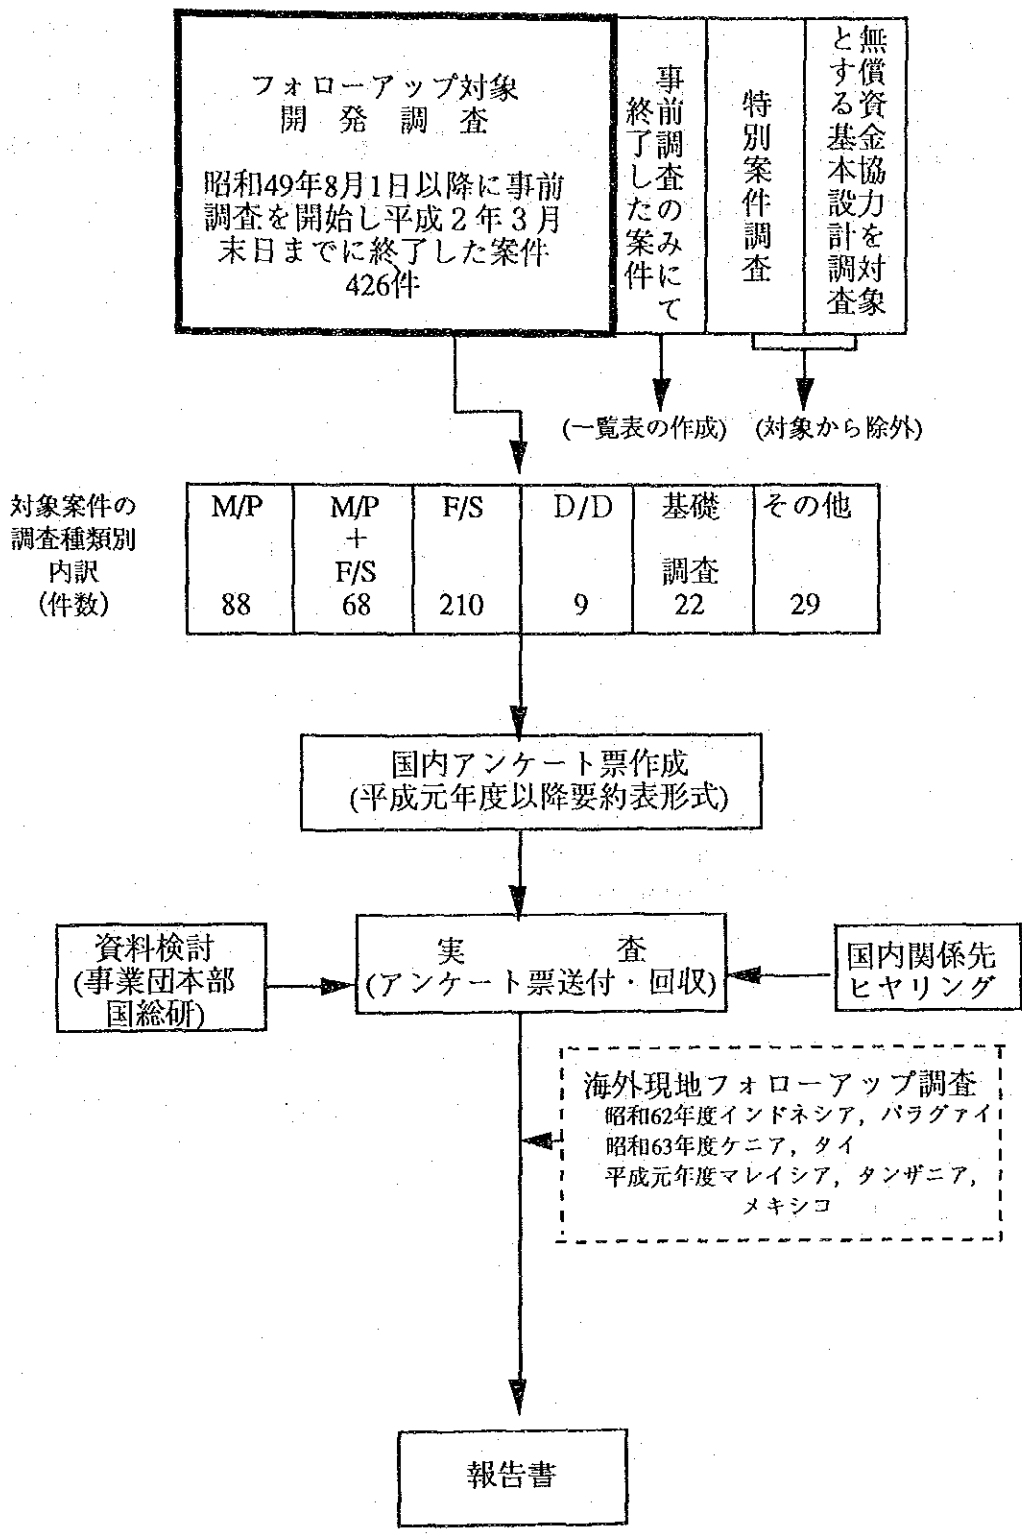 フォローアップ対象
開発調査
昭和49年8月1日以降に事前
調査を開始し平成2年3月
末日までに終了した案件
426件
事前調査のみにて
終了した案件
特別案件調査
無償資金協力を対象
とする基本設計調査
(一覧表の作成)
(対象から除外)
対象案件の
調査種類別
内訳
(件数)
M/P
88
M/P
+
F/S
68
F/S
210
D/D
9
基礎
調査
22
その他
29
国内アンケート票作成
(平成元年度以降要約表形式)
資料検討
(事業団本部
国総研)
実査
(アンケート票送付・回収)
国内関係先
ヒヤリング
海外現地フォローアップ調査
昭和62年度インドネシア,パラグァイ
昭和63年度ケニア,タイ
平成元年度マレイシア,タンザニア,
メキシコ
報告書